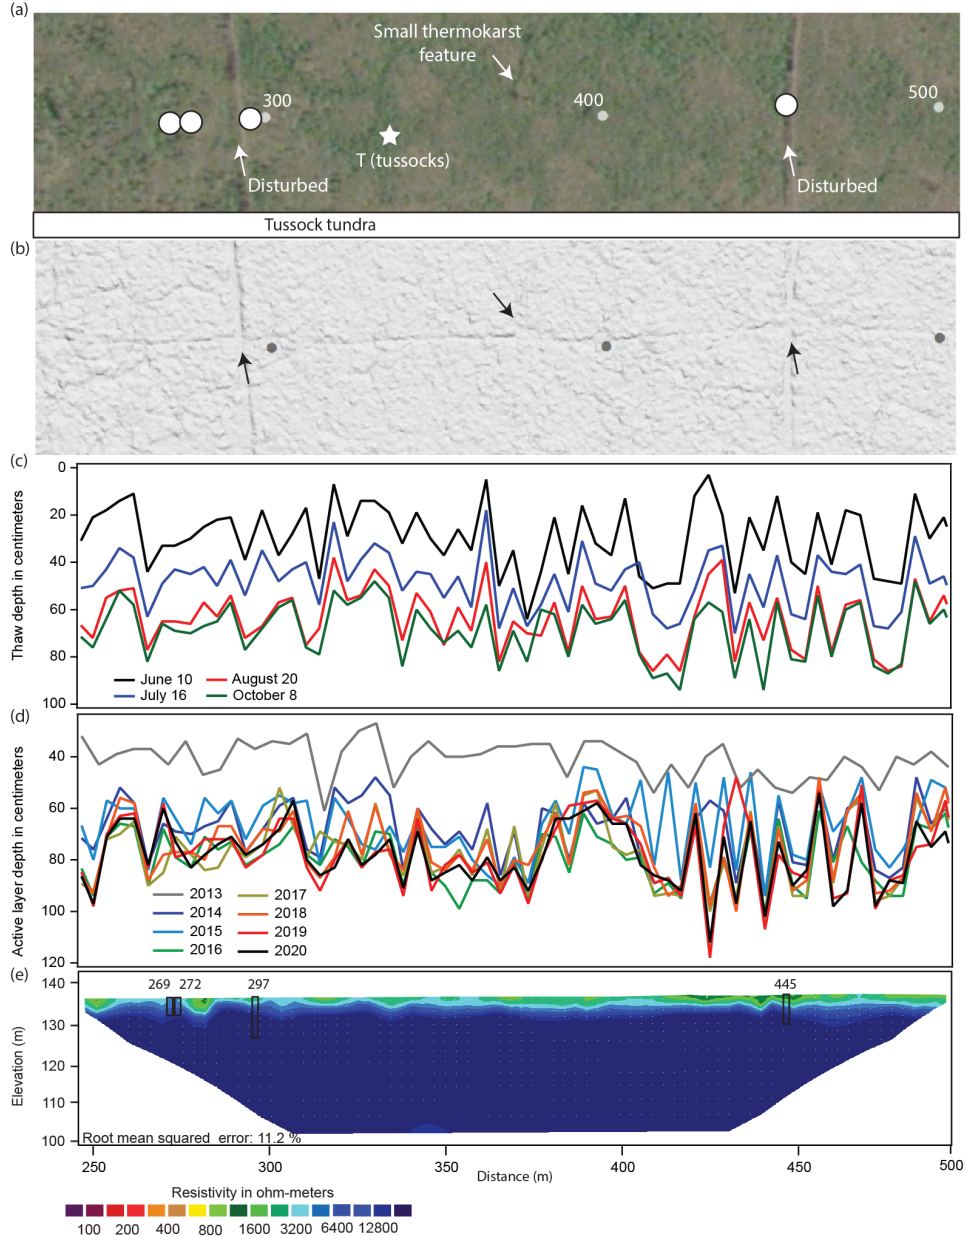 (a)
Small thermokarst
feature
300
400
500
T (tussocks)
Disturbed
Disturbed
Tussock tundra
(b)
(c)
Thaw depth in centimeters
0
20
40
60
80
100
June 10
August 20
July 16
October 8
(d)
Active layer depth in centimeters
40
60
80
100
120
2013
2017
2014
2018
2015
2019
2016
2020
(e)
Elevation (m)
140
130
120
110
100
269
272
297
445
Root mean squared error: 11.2 %
250
300
350
400
450
500
Distance (m)
Resistivity in ohm-meters
100
200
400
800
1600
3200
6400
12800